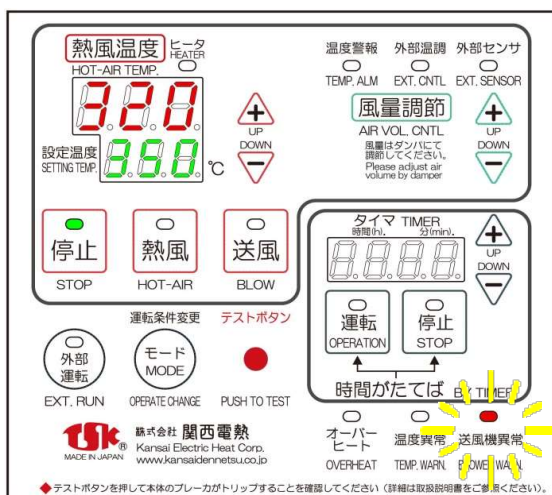 熱風温度 ヒータ
HEATER
HOT-AIR TEMP.
320
設定温度
SETTING TEMP.
350 ℃
+
UP
DOWN
−
温度警報 外部温調 外部センサ
TEMP. ALM EXT. CNTL EXT. SENSOR
風量調節
AIR VOL. CNTL
風量はダンパにて
調節してください。
Please adjust air
volume by damper
+
UP
DOWN
−
停止 熱風 送風
STOP HOT-AIR BLOW
タイマ TIMER
時間(h). 分(min).
+
UP
DOWN
−
運転 停止
OPERATION STOP
時間がたてば BY TIMER
運転条件変更 テストボタン
外部
運転
モード
MODE
EXT. RUN OPERATE CHANGE PUSH TO TEST
オーバー
ヒート
温度異常 送風機異常
OVERHEAT TEMP. WARN. BLOWER WARN.
TSK ®
MADE IN JAPAN
株式会社 関西電熱
Kansai Electric Heat Corp.
www.kansaidennetsu.co.jp
◆テストボタンを押して本体のブレーカがトリップすることを確認してください（詳細は取扱説明書をご参照ください）。